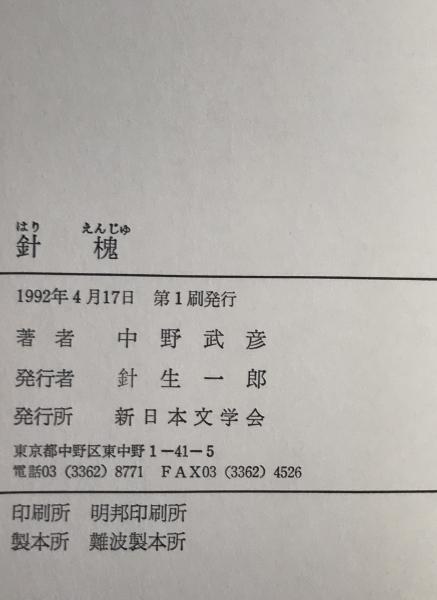 はり えんじゅ
針 槐
1992年4月17日 第1刷発行
著者 中野武彦
発行者 針生一郎
発行所 新日本文学会
東京都中野区東中野1−41−5
電話03(3362)8771 FAX03(3362)4526
印刷所 明邦印刷所
製本所 難波製本所